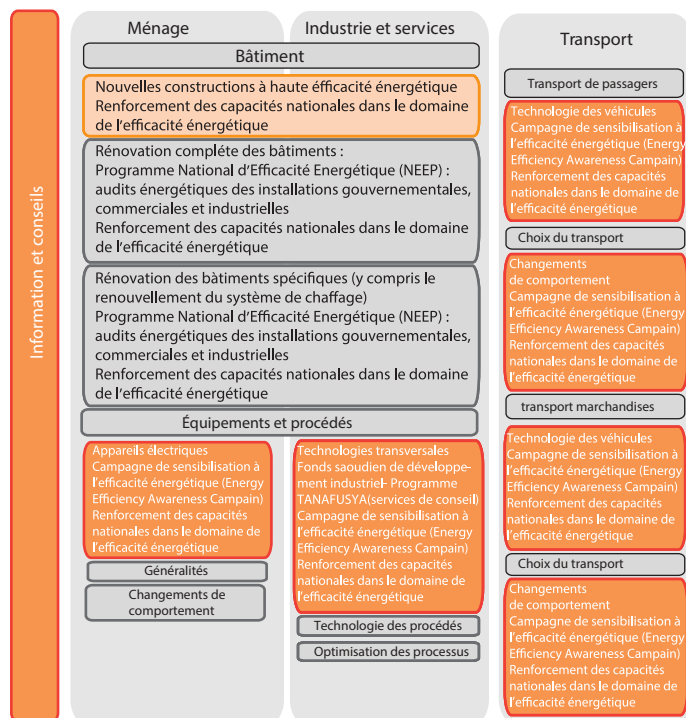 Information et conseils
Ménage
Industrie et services
Bâtiment
Nouvelles constructions à haute éfficacité énergétique
Renforcement des capacités nationales dans le domaine
de l'efficacité énergétique
Rénovation compléte des bâtiments :
Programme National d'Efficacité Energétique (NEEP) :
audits énergétiques des installations gouvernementales,
commerciales et industrielles
Renforcement des capacités nationales dans le domaine
de l'efficacité énergétique
Rénovation des bâtiments spécifiques (y compris le
renouvellement du système de chaffage)
Programme National d'Efficacité Energétique (NEEP) :
audits énergétiques des installations gouvernementales,
commerciales et industrielles
Renforcement des capacités nationales dans le domaine
de l'efficacité énergétique
Équipements et procédés
Appareils électriques
Campagne de sensibilisation à
l'efficacité énergétique (Energy
Efficiency Awareness Campain)
Renforcement des capacités
nationales dans le domaine de
l'efficacité énergétique
Généralités
Changements de
comportement
Technologies transversales
Fonds saoudien de développe-
ment industriel- Programme
TANAFUSYA(services de conseil)
Campagne de sensibilisation à
l'efficacité énergétique (Energy
Efficiency Awareness Campain)
Renforcement des capacités
nationales dans le domaine de
l'efficacité énergétique
Technologie des procédés
Optimisation des processus
Transport
Transport de passagers
Technologie des véhicules
Campagne de sensibilisation à
l'efficacité énergétique (Energy
Efficiency Awareness Campain)
Renforcement des capacités
nationales dans le domaine de
l'efficacité énergétique
Choix du transport
Changements
de comportement
Campagne de sensibilisation à
l'efficacité énergétique (Energy
Efficiency Awareness Campain)
Renforcement des capacités
nationales dans le domaine de
l'efficacité énergétique
transport marchandises
Technologie des véhicules
Campagne de sensibilisation à
l'efficacité énergétique (Energy
Efficiency Awareness Campain)
Renforcement des capacités
nationales dans le domaine de
l'efficacité énergétique
Choix du transport
Changements
de comportement
Campagne de sensibilisation à
l'efficacité énergétique (Energy
Efficiency Awareness Campain)
Renforcement des capacités
nationales dans le domaine de
l'efficacité énergétique